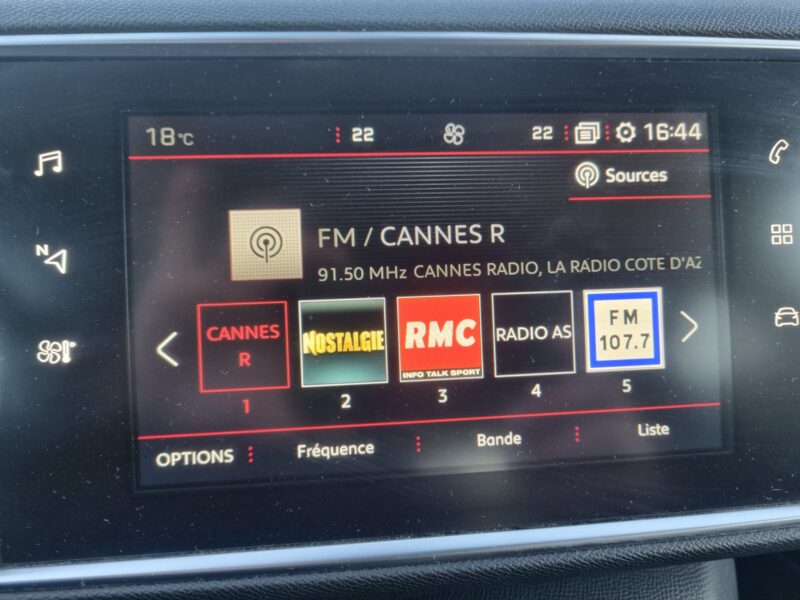 18°C 22 22 16:44
Sources
FM / CANNES R
91.50 MHz CANNES RADIO, LA RADIO COTE D'AZ
N
CANNES R
NOSTALGIE
RMC
INFO TALK SPORT
RADIO AS
FM
107.7
1 2 3 4 5
OPTIONS Fréquence Bande Liste